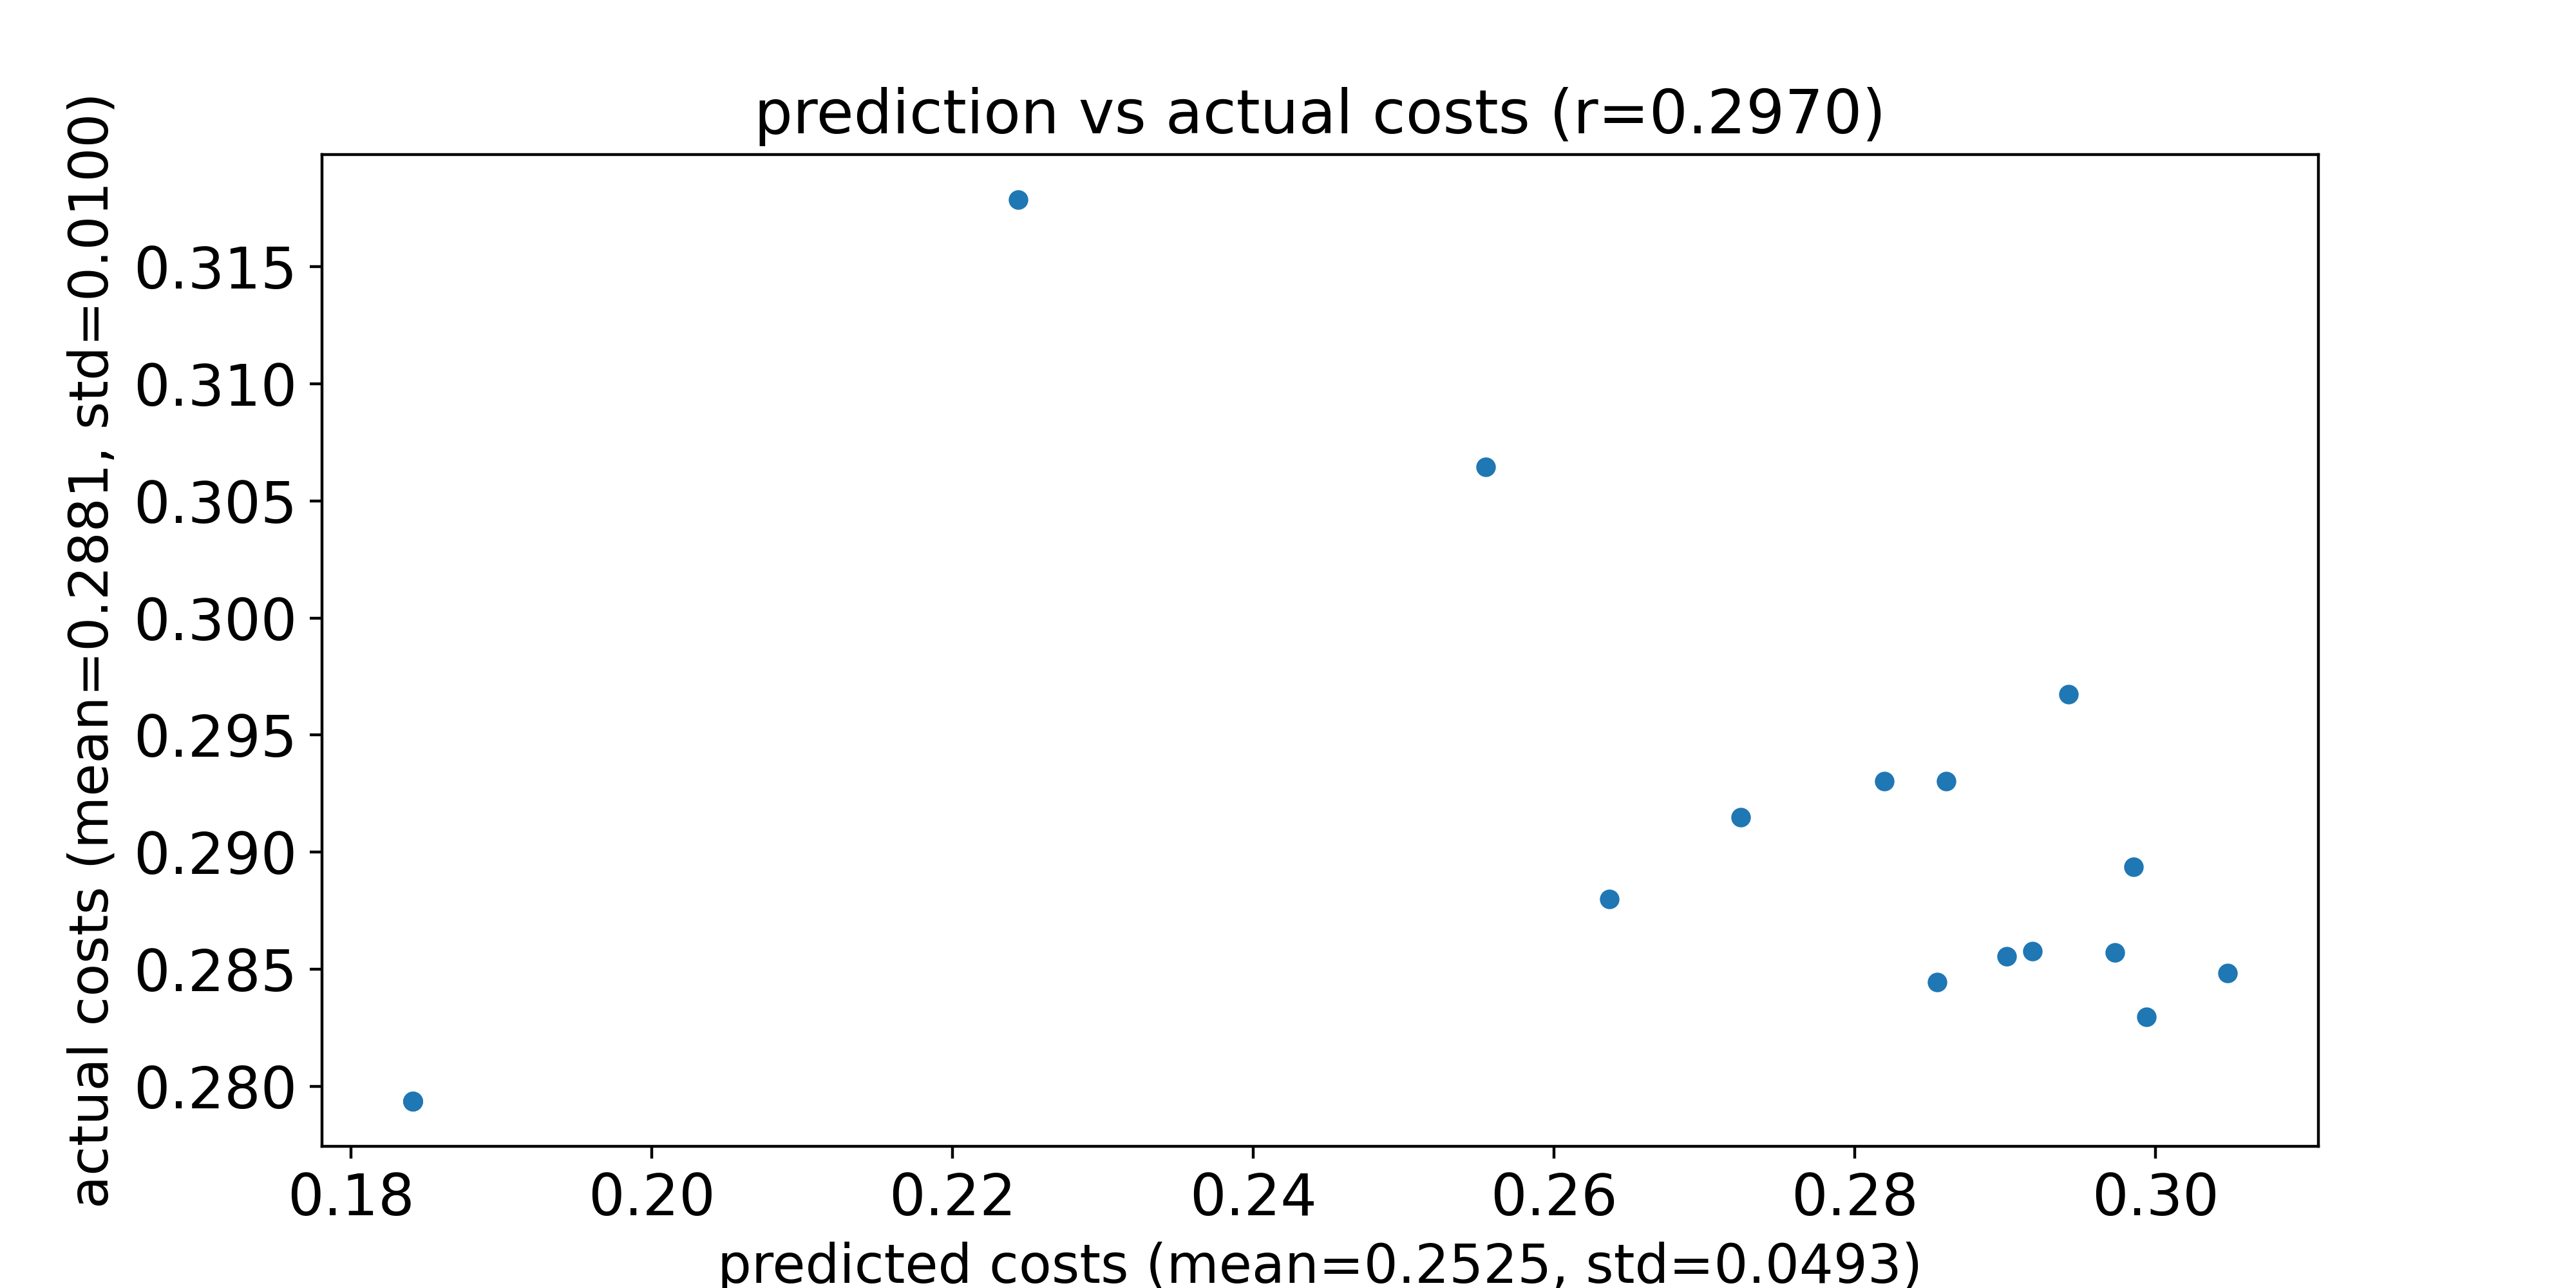 prediction vs actual costs (r=0.2970)
actual costs (mean=0.2881, std=0.0100)
0.315
0.310
0.305
0.300
0.295
0.290
0.285
0.280
0.18 0.20 0.22 0.24 0.26 0.28 0.30
predicted costs (mean=0.2525, std=0.0493)